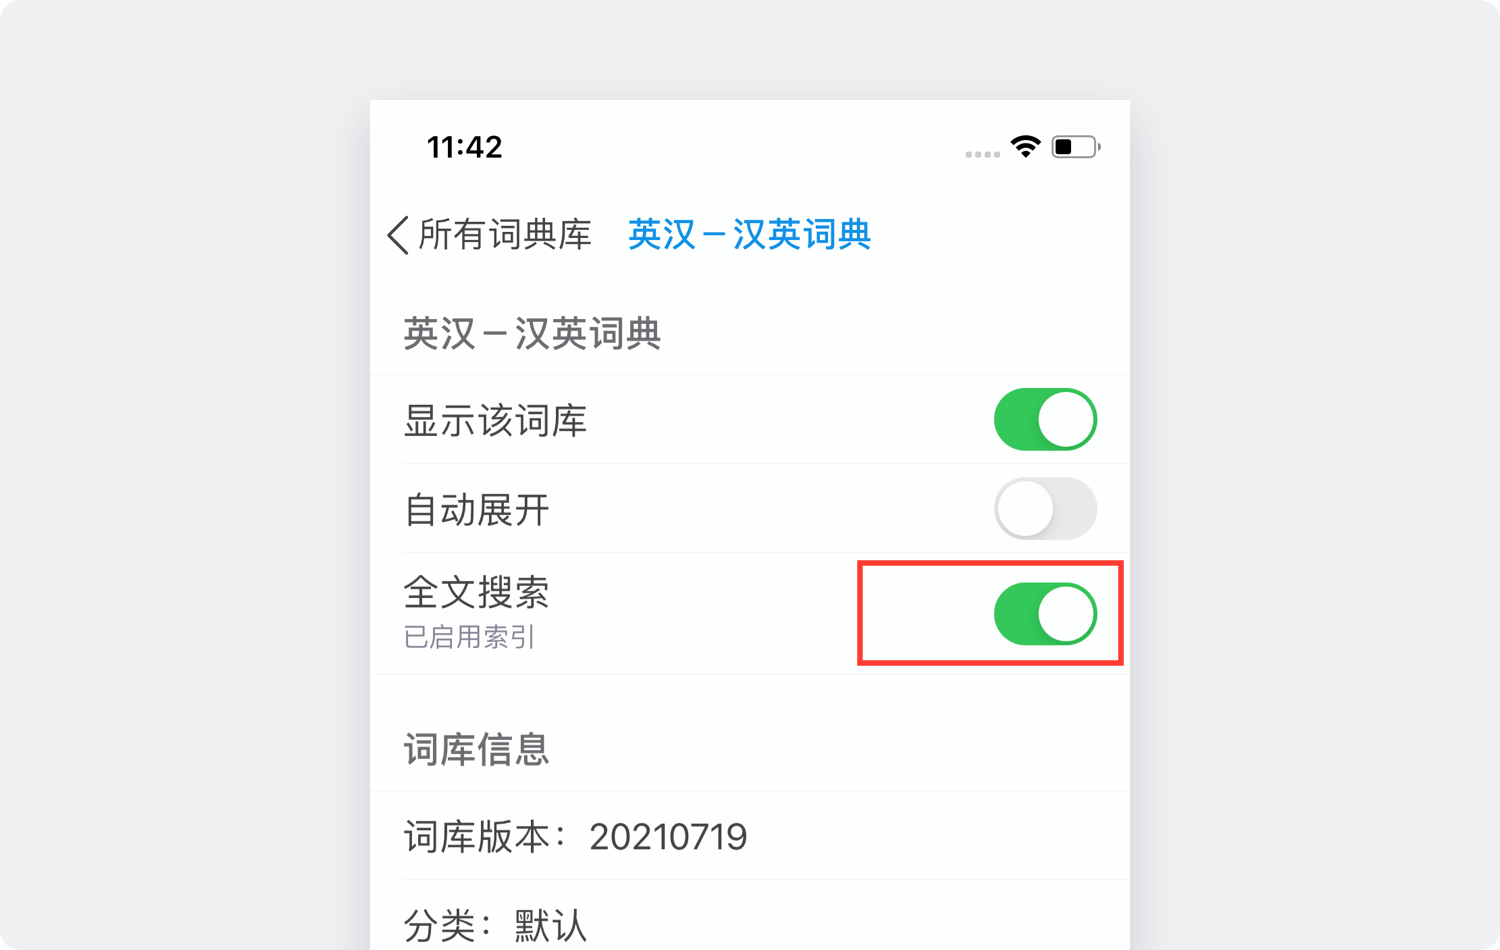 11:42
所有词典库 英汉－汉英词典
英汉－汉英词典
显示该词库
自动展开
全文搜索
已启用索引
词库信息
词库版本：20210719
分类：默认